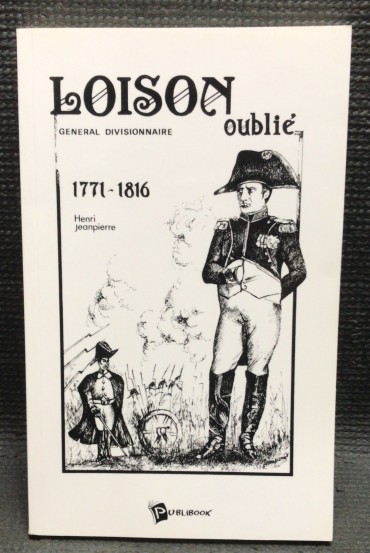 LOISON
oublié
GENERAL DIVISIONNAIRE
1771-1816
Henri
Jeanpierre
PUBLIBOOK